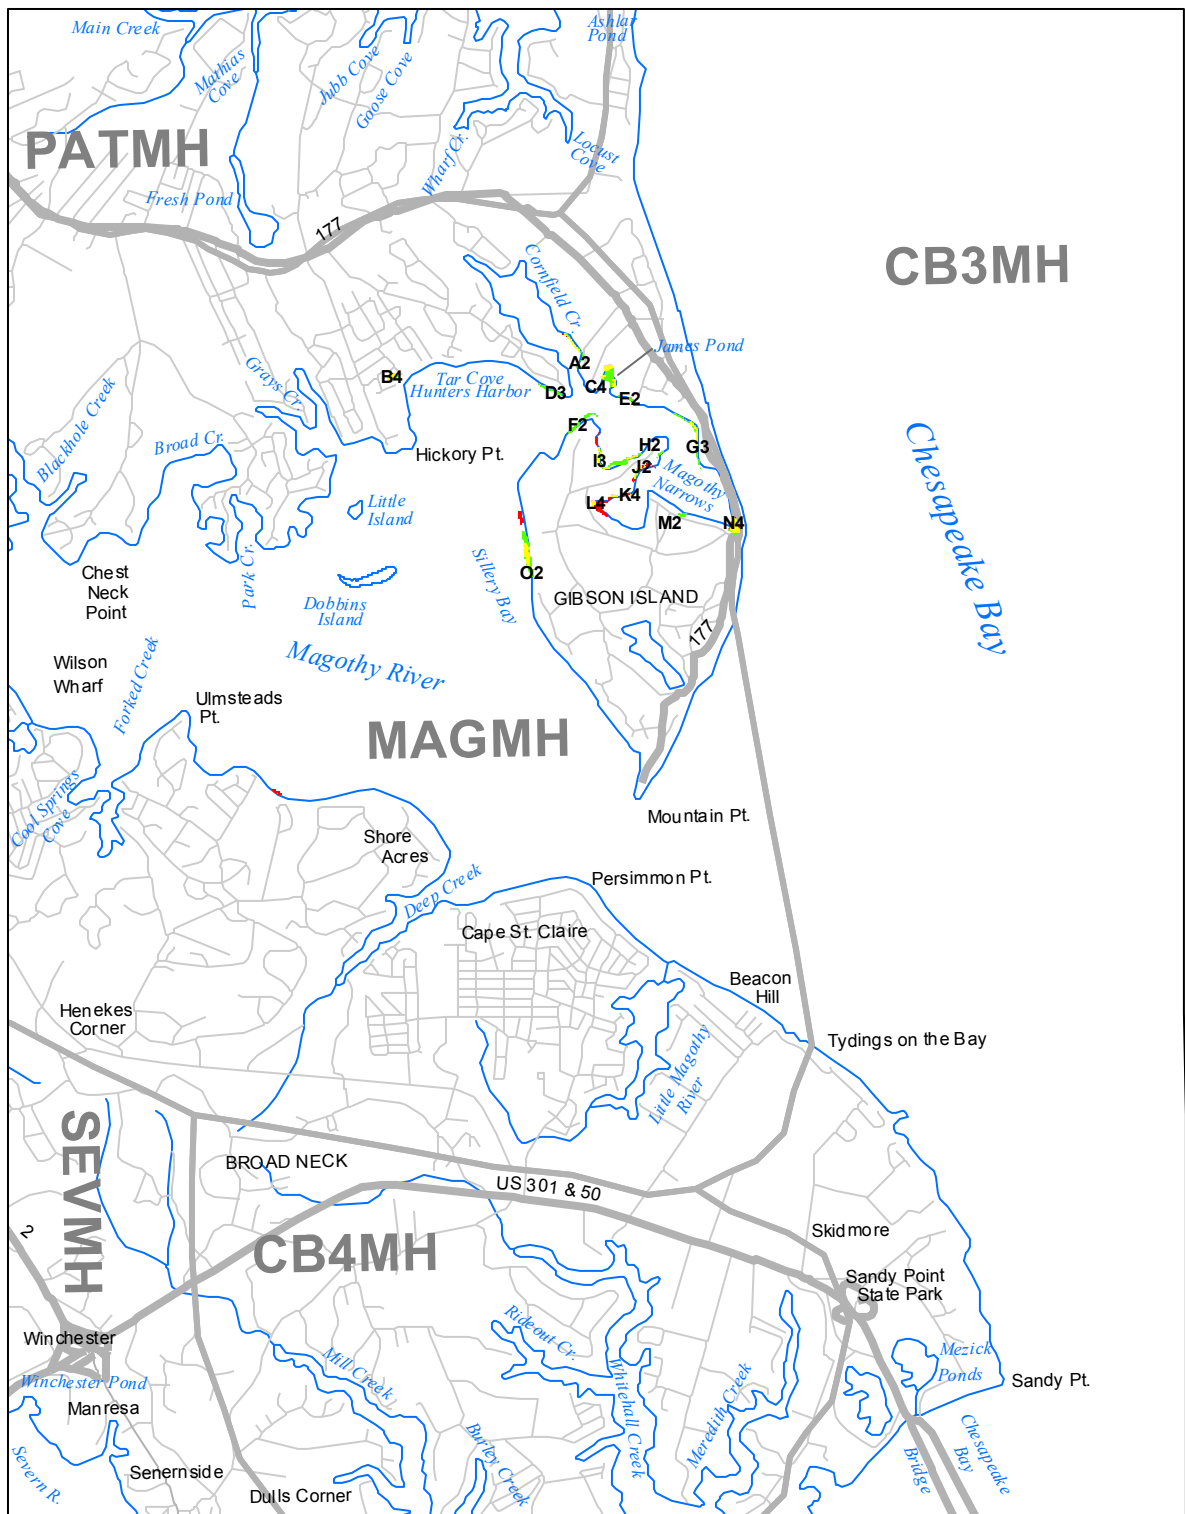 Main Creek
Mathias
Cove
Jubb Cove
Goose Cove
Ashlar
Pond
PATMH
Wharf Cr.
Locust
Cove
Fresh Pond
177
CB3MH
Cornfield Cr.
James Pond
A2
B4
C4
Tar Cove
Hunters Harbor
D3
E2
Grays Cr.
Blackhole Creek
Broad Cr.
F2
Hickory Pt.
H2
G3
I3
J2
Magothy
Narrows
K4
L4
M2
N4
Chesapeake Bay
Little
Island
Park Cr.
Sillery Bay
O2
Chest
Neck
Point
Dobbins
Island
GIBSON ISLAND
177
Magothy River
Wilson
Wharf
Forked Creek
Ulmsteads
Pt.
MAGMH
Cool Springs
Cove
Mountain Pt.
Shore
Acres
Deep Creek
Persimmon Pt.
Cape St. Claire
Beacon
Hill
Henekes
Corner
Tydings on the Bay
Little Magothy
River
SEVMH
BROAD NECK
US 301 & 50
2
CB4MH
Skidmore
Sandy Point
State Park
Winchester
Rideout Cr.
Mezick
Ponds
Winchester Pond
Mill Creek
Whitehall Creek
Meredith Creek
Sandy Pt.
Manresa
Severn R.
Senernside
Burley Creek
Chesapeake
Bay
Bridge
Dulls Corner